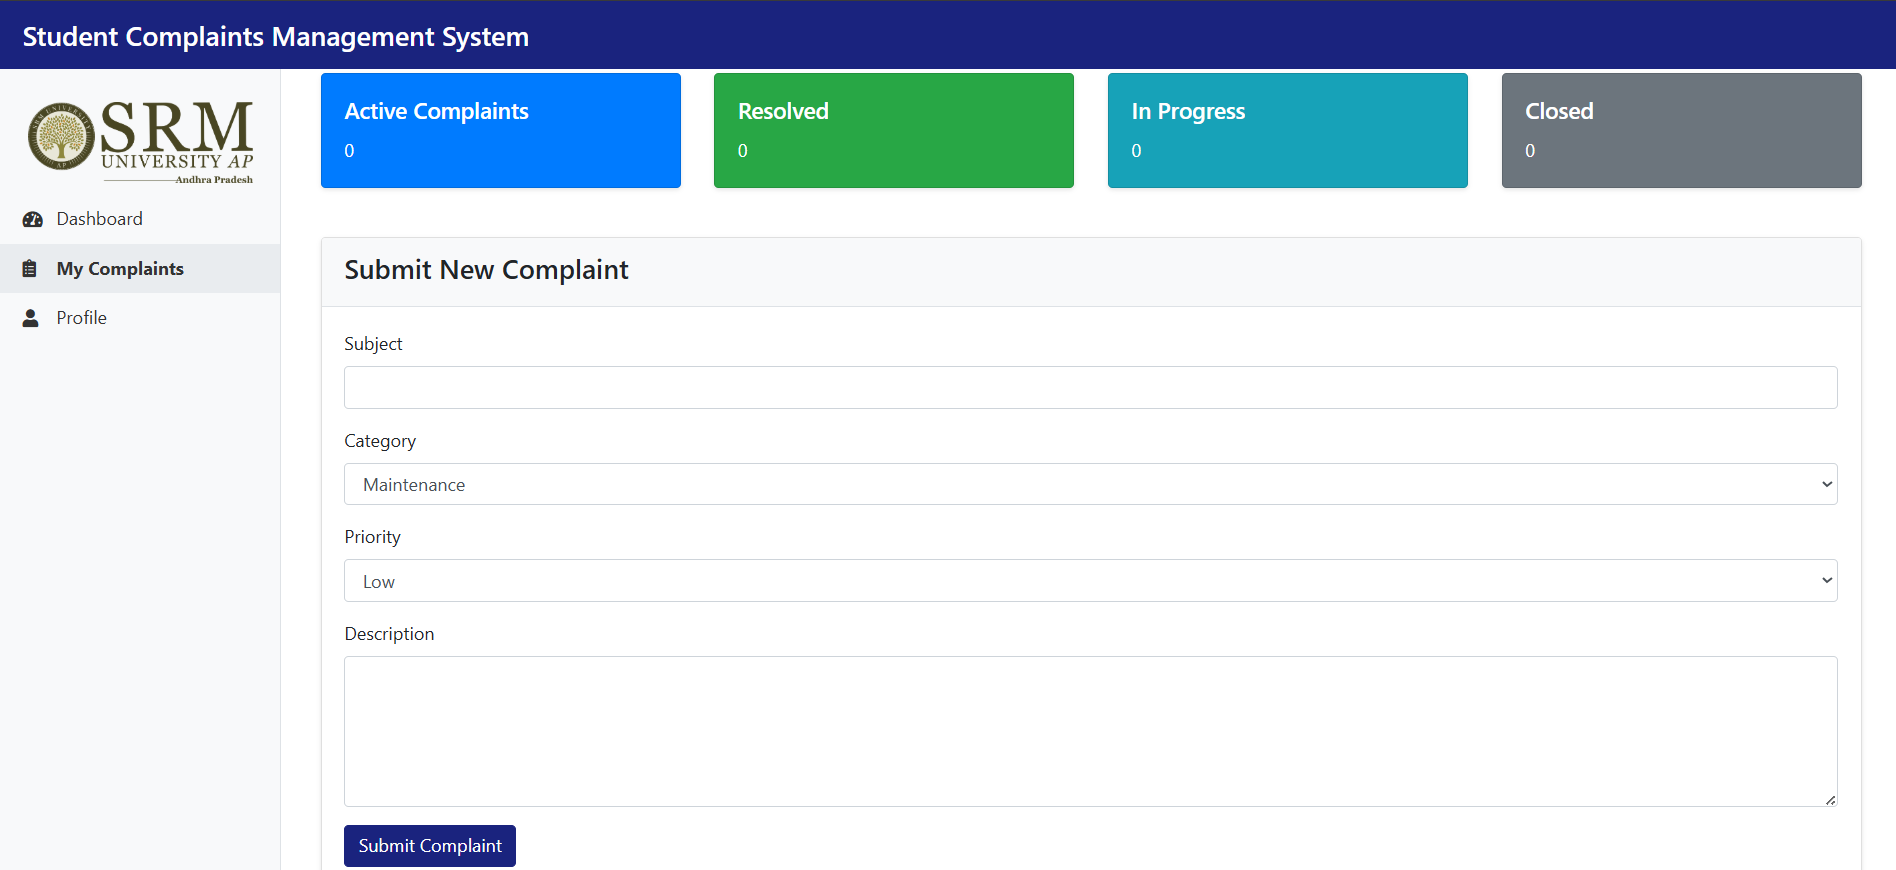 Student Complaints Management System
SRM
UNIVERSITY AP
Andhra Pradesh
Dashboard
My Complaints
Profile
Active Complaints
0
Resolved
0
In Progress
0
Closed
0
Submit New Complaint
Subject
Category
Maintenance
Priority
Low
Description
Submit Complaint